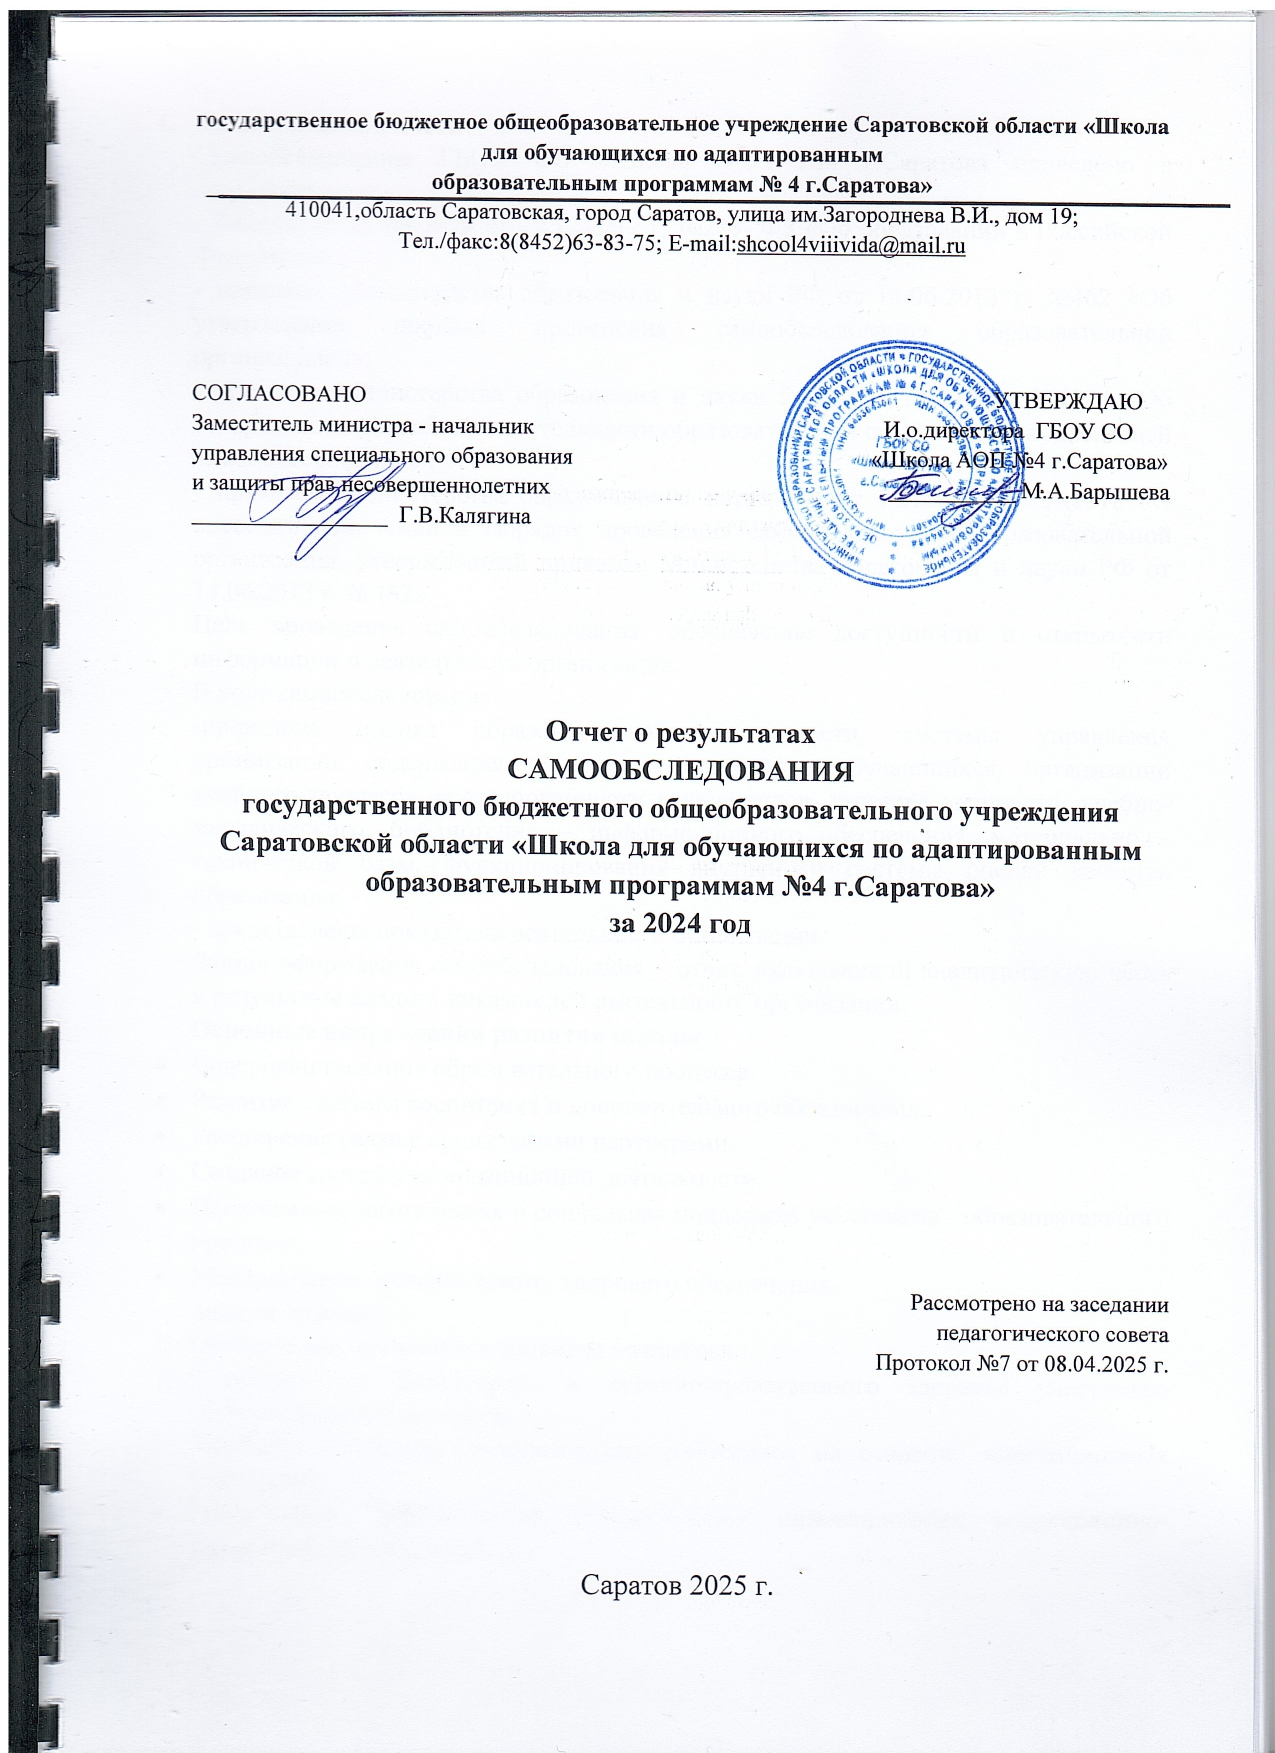 государственное бюджетное общеобразовательное учреждение Саратовской области «Школа
для обучающихся по адаптированным
образовательным программам № 4 г.Саратова»
410041,область Саратовская, город Саратов, улица им.Загороднева В.И., дом 19;
Тел./факс:8(8452)63-83-75; E-mail:shcool4viiivida@mail.ru
СОГЛАСОВАНО
Заместитель министра - начальник
управления специального образования
и защиты прав несовершеннолетних
Г.В.Калягина
УТВЕРЖДАЮ
И.о.директора ГБОУ СО
«Школа АОП №4 г.Саратова»
М.А.Барышева
Отчет о результатах
САМООБСЛЕДОВАНИЯ
государственного бюджетного общеобразовательного учреждения
Саратовской области «Школа для обучающихся по адаптированным
образовательным программам №4 г.Саратова»
за 2024 год
Рассмотрено на заседании
педагогического совета
Протокол №7 от 08.04.2025 г.
Саратов 2025 г.